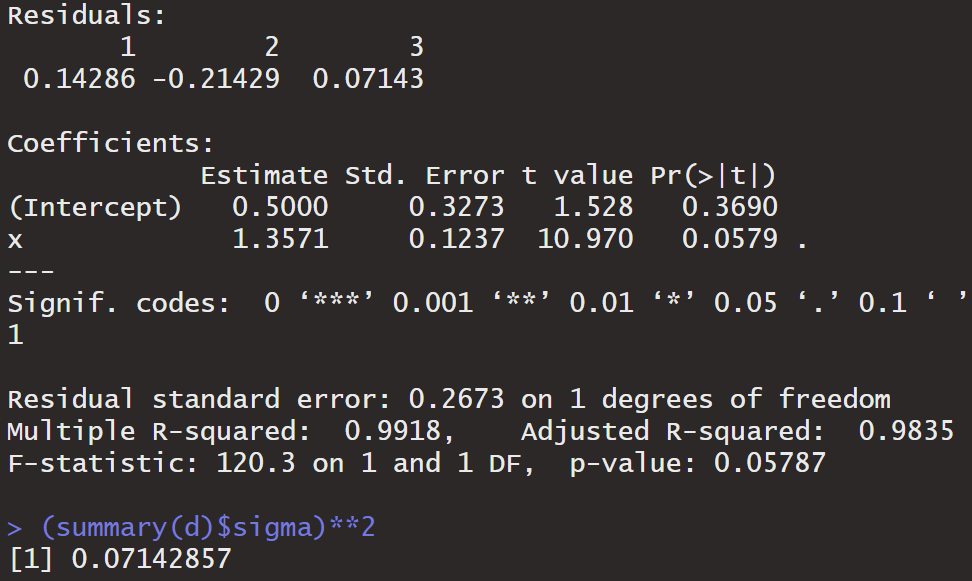 Residuals:
       1        2        3
 0.14286 -0.21429  0.07143

Coefficients:
            Estimate Std. Error t value Pr(>|t|)
(Intercept)   0.5000     0.3273   1.528   0.3690
x             1.3571     0.1237  10.970   0.0579 .
---
Signif. codes:  0 ‘***’ 0.001 ‘**’ 0.01 ‘*’ 0.05 ‘.’ 0.1 ‘ ’
1

Residual standard error: 0.2673 on 1 degrees of freedom
Multiple R-squared:  0.9918,    Adjusted R-squared:  0.9835
F-statistic: 120.3 on 1 and 1 DF,  p-value: 0.05787

> (summary(d)$sigma)**2
[1] 0.07142857